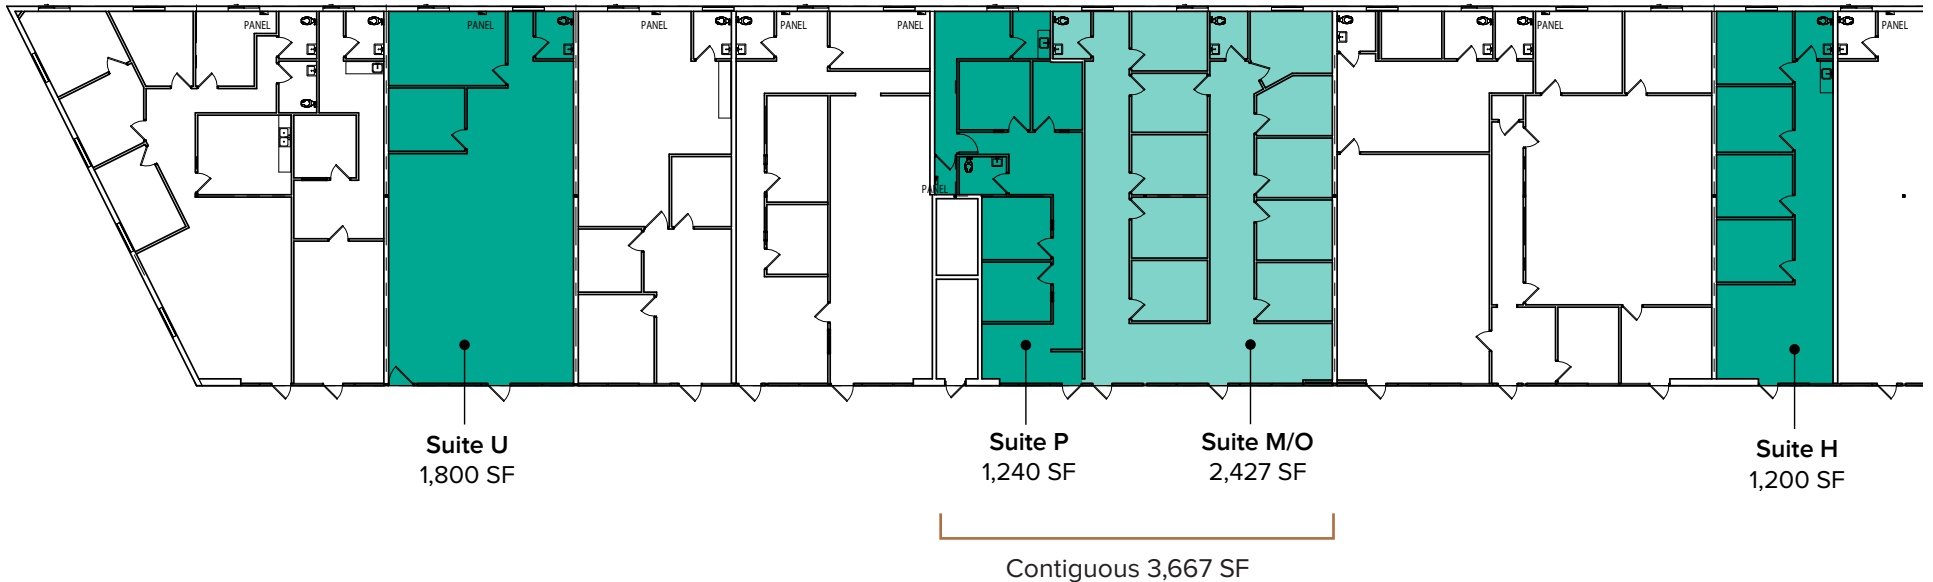 PANEL
PANEL
PANEL
PANEL
PANEL
PANEL
PANEL
PANEL
Suite U
1,800 SF
Suite P
1,240 SF
Suite M/O
2,427 SF
Suite H
1,200 SF
Contiguous 3,667 SF